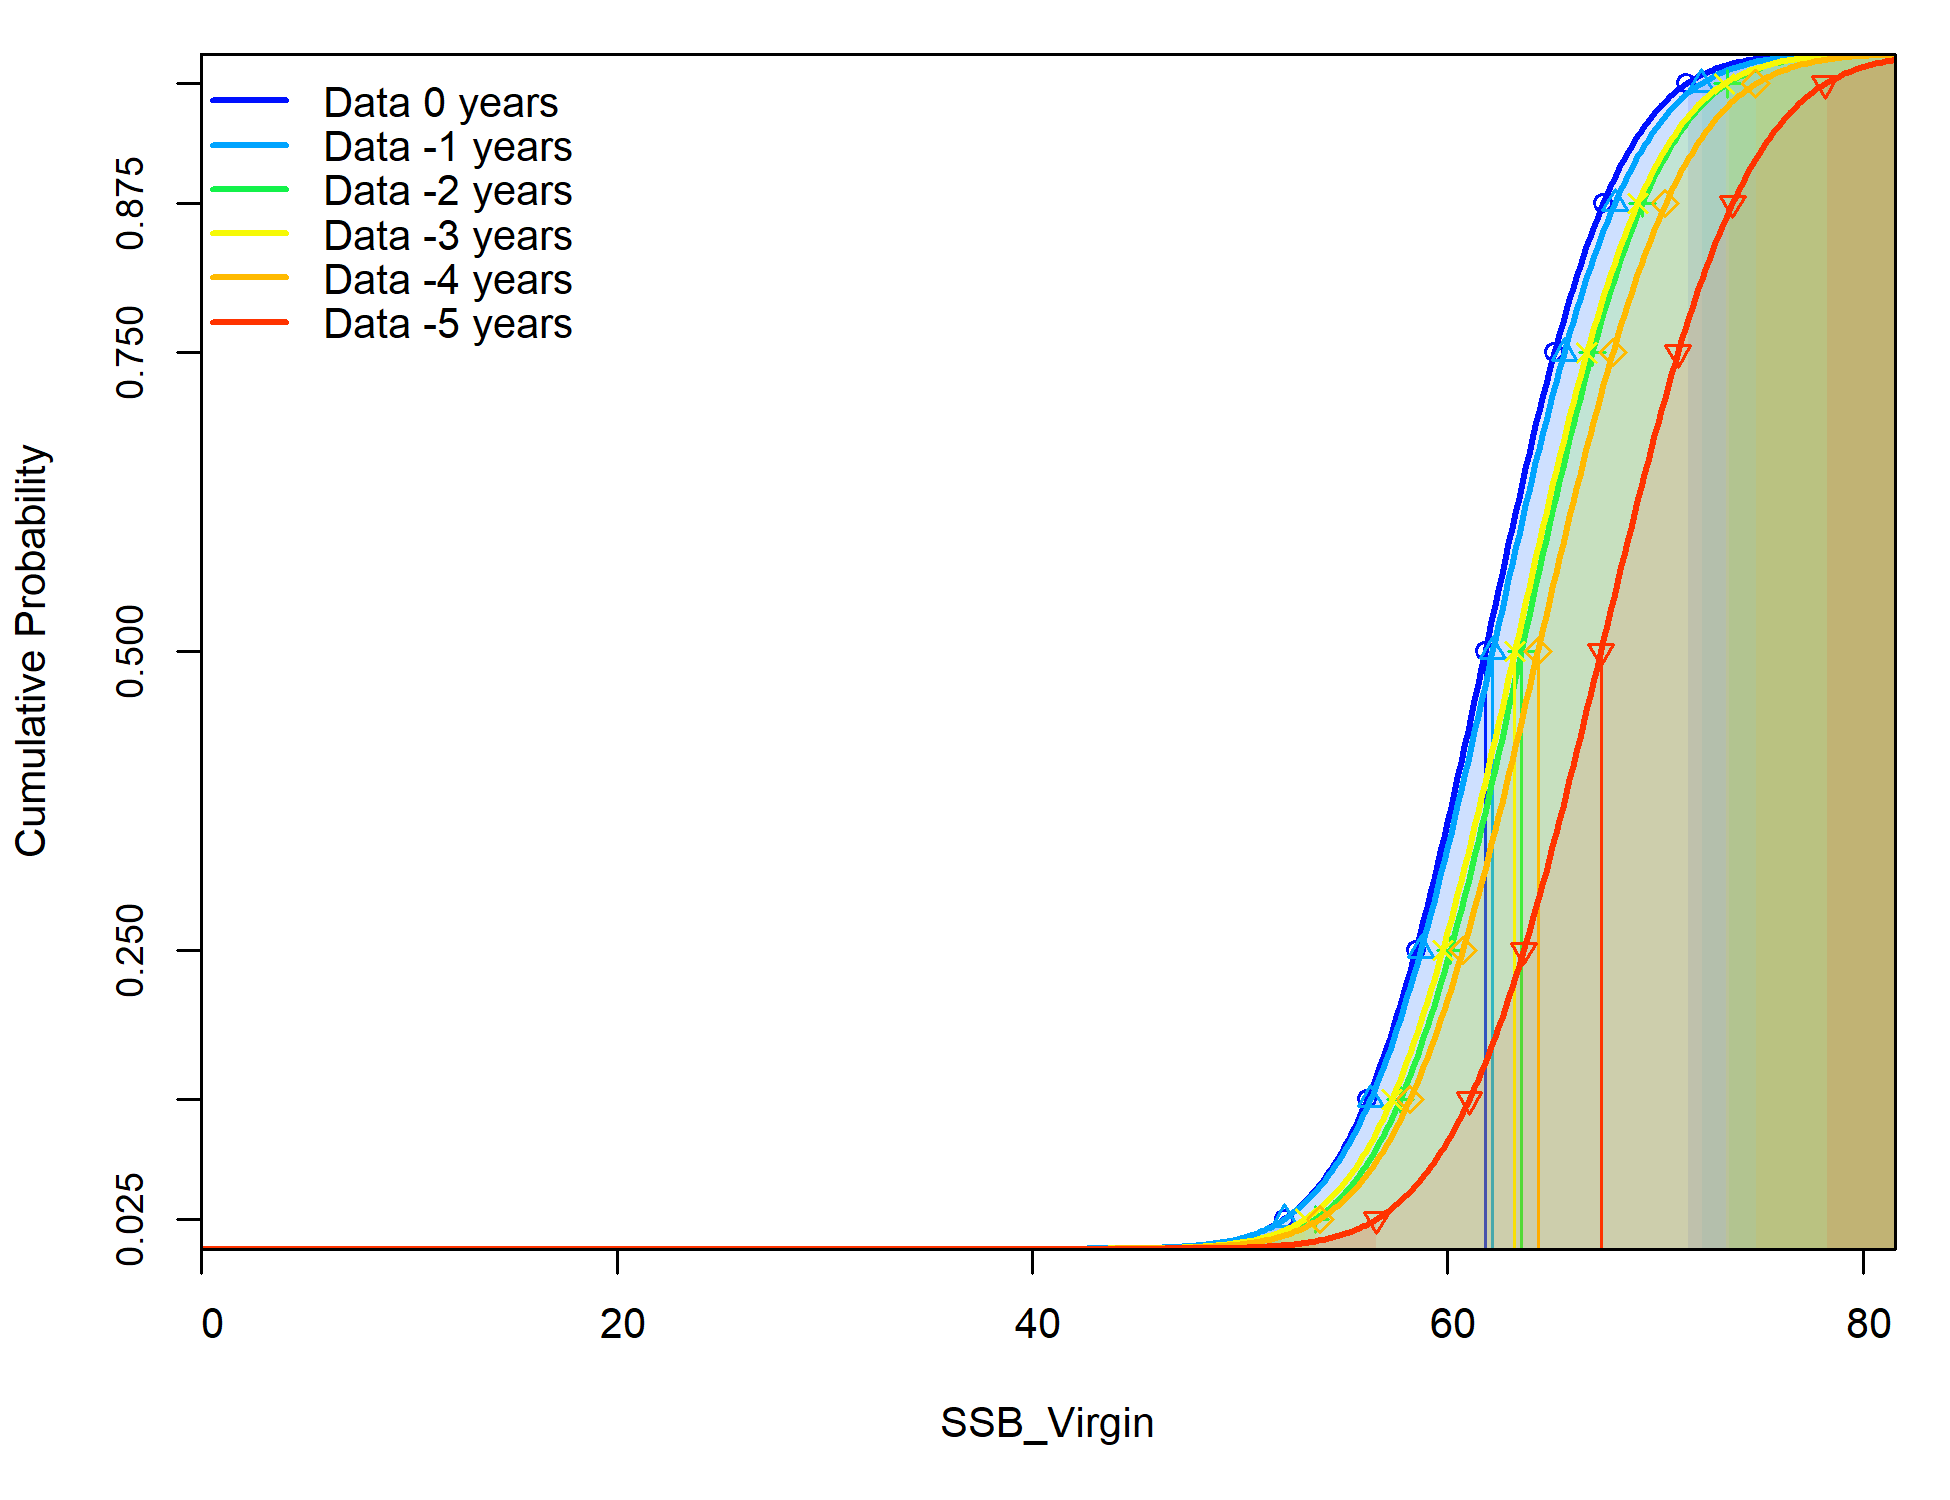 Data 0 years
Data -1 years
Data -2 years
Data -3 years
Data -4 years
Data -5 years
Cumulative Probability
0.875
0.750
0.500
0.250
0.025
0 20 40 60 80
SSB_Virgin